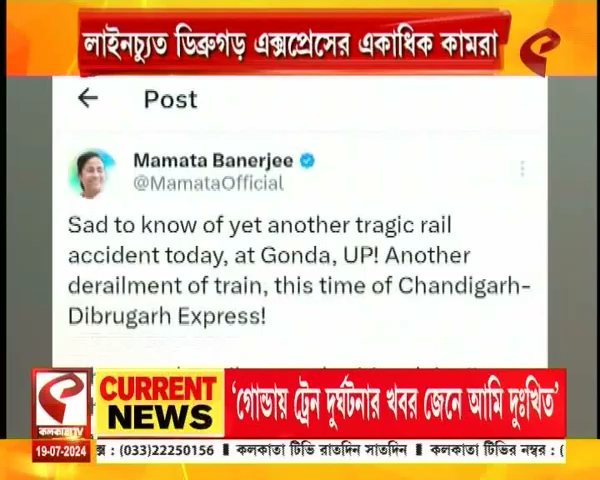 লাইনচ্যুত ডিব্রুগড় এক্সপ্রেসের একাধিক কামরা
Post
Mamata Banerjee
@MamataOfficial
Sad to know of yet another tragic rail
accident today, at Gonda, UP! Another
derailment of train, this time of Chandigarh-
Dibrugarh Express!
CURRENT
NEWS
‘গোন্ডায় ট্রেন দুর্ঘটনার খবর জেনে আমি দুঃখিত’
কলকাতা TV
19-07-2024
ক্স : (033)22250156 ⁞ কলকাতা টিভি রাতদিন সাতদিন ⁞ কলকাতা টিভির নম্বর : (